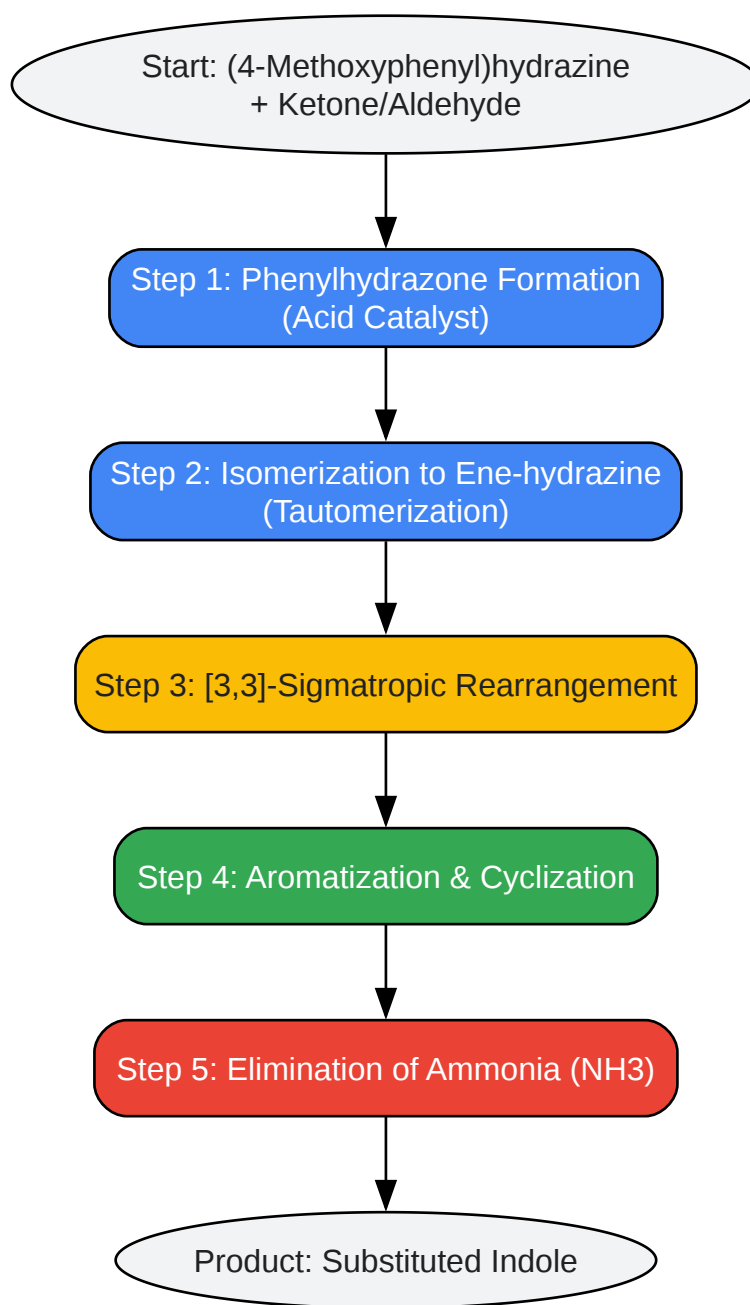 Start: (4-Methoxyphenyl)hydrazine
+ Ketone/Aldehyde
Step 1: Phenylhydrazone Formation
(Acid Catalyst)
Step 2: Isomerization to Ene-hydrazine
(Tautomerization)
Step 3: [3,3]-Sigmatropic Rearrangement
Step 4: Aromatization & Cyclization
Step 5: Elimination of Ammonia (NH3)
Product: Substituted Indole